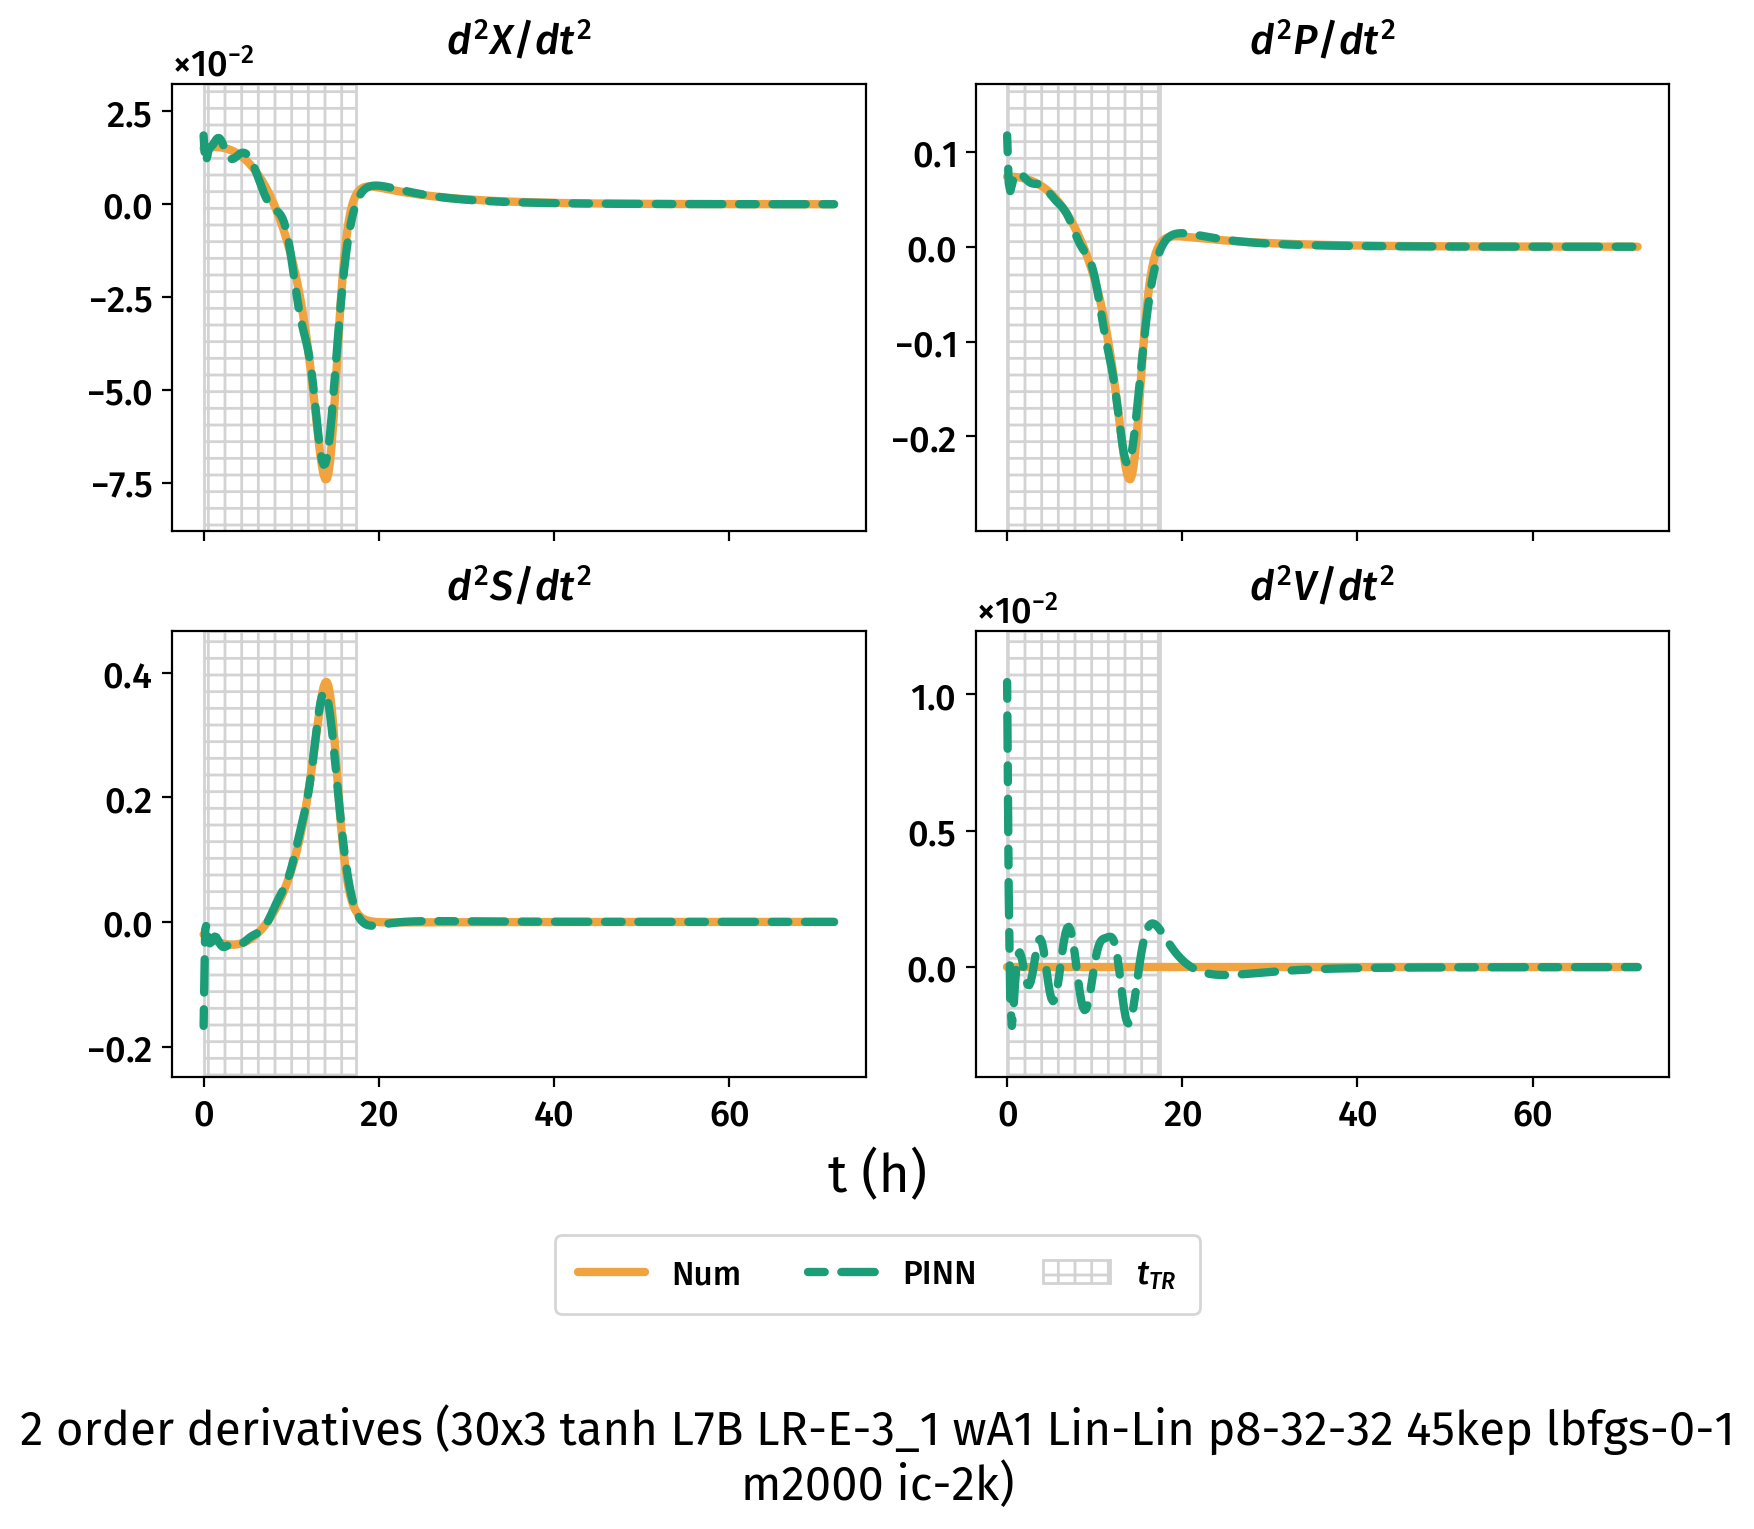 d²X/dt²
×10⁻²
2.5
0.0
−2.5
−5.0
−7.5
d²P/dt²
0.1
0.0
−0.1
−0.2
d²S/dt²
0.4
0.2
0.0
−0.2
0 20 40 60
d²V/dt²
×10⁻²
1.0
0.5
0.0
0 20 40 60
t (h)
Num PINN t_TR
2 order derivatives (30x3 tanh L7B LR-E-3_1 wA1 Lin-Lin p8-32-32 45kep lbfgs-0-1
m2000 ic-2k)